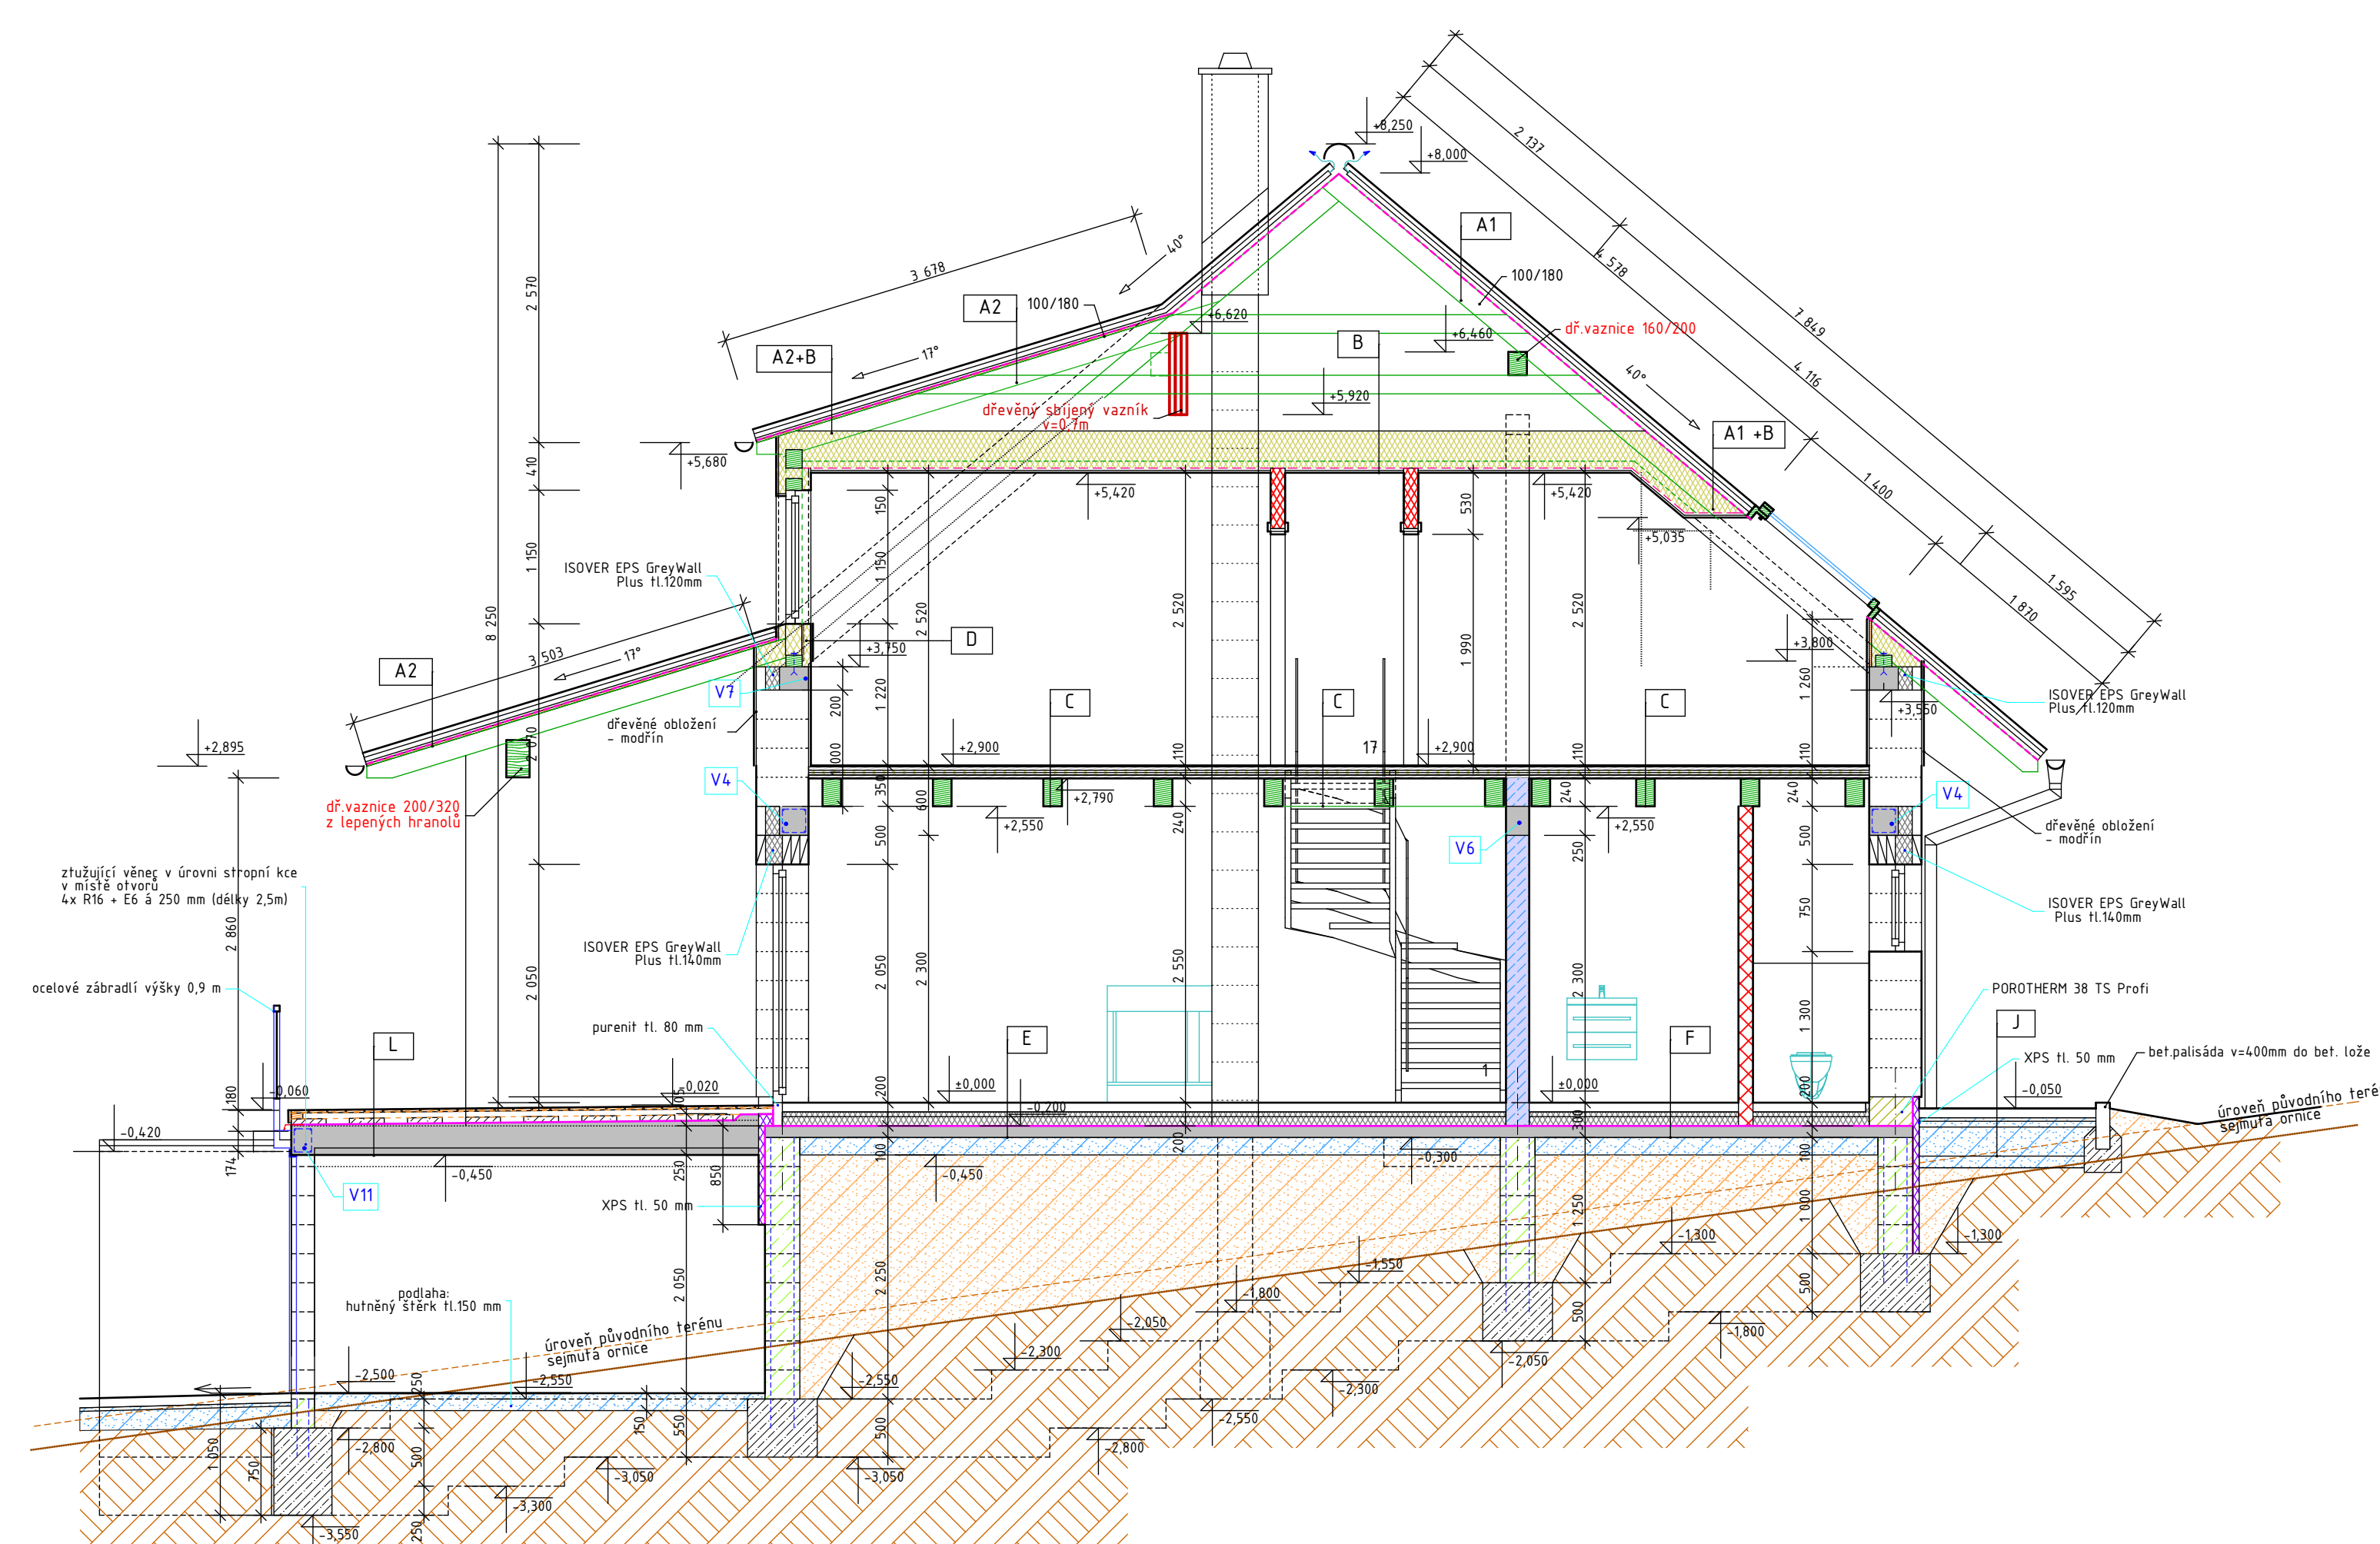 +8,250
+8,000
2 137
A1
40°
100/180
4 578
3 678
7 849
2 570
A2
100/180
+6,620
+6,460
dř.vaznice 160/200
B
A2+B
17°
4 116
40°
+5,920
dřevěný sbíjený vazník
v=0,7m
A1 +B
+5,680
410
+5,420
+5,420
1 400
150
530
+5,035
1 150
1 150
ISOVER EPS GreyWall
Plus tl.120mm
1 595
1 870
8 250
2 520
2 520
2 520
1 990
D
+3,750
+3,800
3 503
17°
A2
V7
1 220
200
C
C
C
1 260
ISOVER EPS GreyWall
Plus tl.120mm
+3,550
dřevěné obložení
- modřín
2 070
+2,895
+2,900
17
+2,900
1 000
110
110
110
V4
350
600
+2,790
240
240
V4
dř.vaznice 200/320
z lepených hranolů
+2,550
240
+2,550
500
500
dřevěné obložení
- modřín
V6
250
ztužující věnec v úrovni stropní kce
v místě otvorů
4x R16 + E6 á 250 mm (délky 2,5m)
2 860
750
ISOVER EPS GreyWall
Plus tl.140mm
ISOVER EPS GreyWall
Plus tl.140mm
2 050
2 050
2 300
2 550
2 300
ocelové zábradlí výšky 0,9 m
POROTHERM 38 TS Profi
1 300
purenit tl. 80 mm
L
E
F
J
XPS tl. 50 mm
bet.palisáda v=400mm do bet. lože
1
180
-0,060
-0,020
200
±0,000
±0,000
200
-0,050
úroveň původního
sejmutá ornice
-0,200
-0,420
174
300
200
100
100
-0,450
250
850
-0,450
-0,300
V11
XPS tl. 50 mm
1 250
1 000
-1,300
-1,300
-1,550
2 050
2 250
podlaha:
hutněný štěrk tl.150 mm
-1,800
500
500
úroveň původního terénu
sejmutá ornice
-2,050
-1,800
-2,300
-2,050
-2,500
250
-2,550
-2,550
-2,300
150
550
500
-2,550
1 050
750
-2,800
500
-2,800
-3,050
-3,050
-3,300
250
-3,550